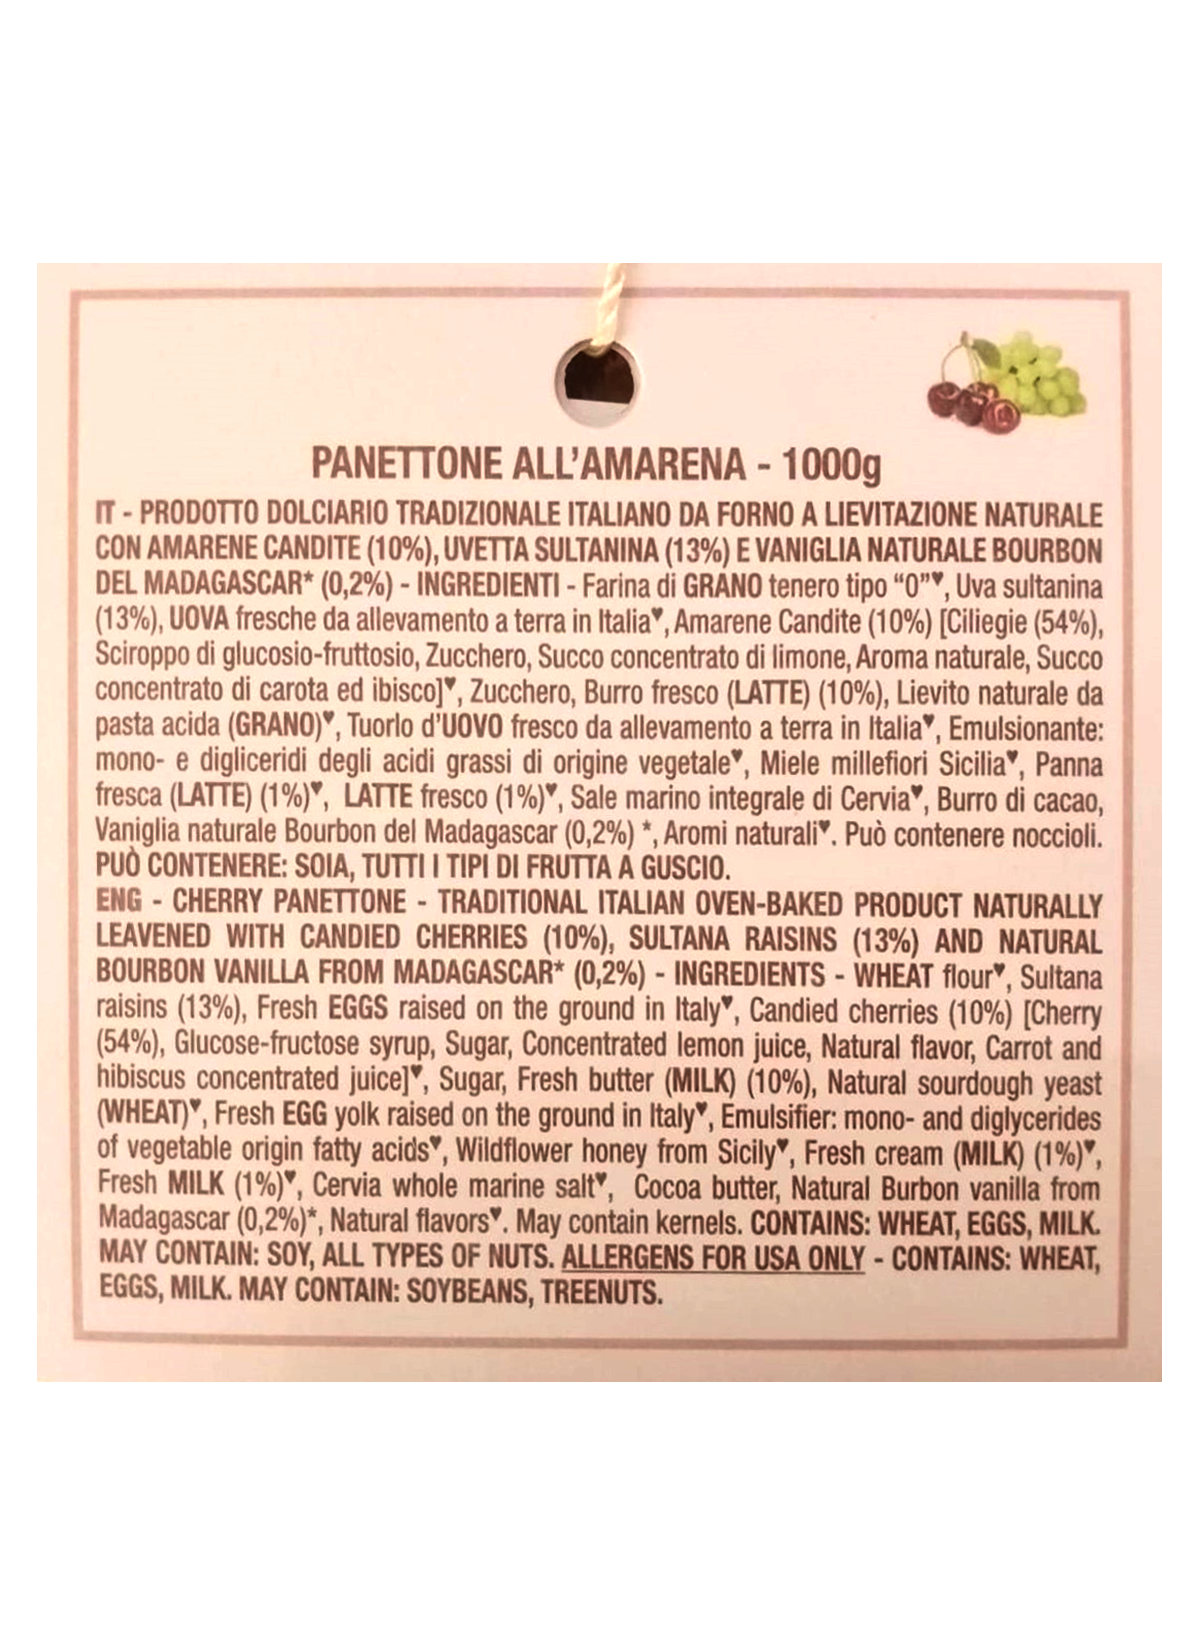 PANETTONE ALL'AMARENA - 1000g
IT - PRODOTTO DOLCIARIO TRADIZIONALE ITALIANO DA FORNO A LIEVITAZIONE NATURALE
CON AMARENE CANDITE (10%), UVETTA SULTANINA (13%) E VANIGLIA NATURALE BOURBON
DEL MADAGASCAR* (0,2%) - INGREDIENTI - Farina di GRANO tenero tipo “0”♥, Uva sultanina
(13%), UOVA fresche da allevamento a terra in Italia♥, Amarene Candite (10%) [Ciliegie (54%),
Sciroppo di glucosio-fruttosio, Zucchero, Succo concentrato di limone, Aroma naturale, Succo
concentrato di carota ed ibisco]♥, Zucchero, Burro fresco (LATTE) (10%), Lievito naturale da
pasta acida (GRANO)♥, Tuorlo d'UOVO fresco da allevamento a terra in Italia♥, Emulsionante:
mono- e digliceridi degli acidi grassi di origine vegetale♥, Miele millefiori Sicilia♥, Panna
fresca (LATTE) (1%)♥, LATTE fresco (1%)♥, Sale marino integrale di Cervia♥, Burro di cacao,
Vaniglia naturale Bourbon del Madagascar (0,2%) *, Aromi naturali♥. Può contenere noccioli.
PUÒ CONTENERE: SOIA, TUTTI I TIPI DI FRUTTA A GUSCIO.
ENG - CHERRY PANETTONE - TRADITIONAL ITALIAN OVEN-BAKED PRODUCT NATURALLY
LEAVENED WITH CANDIED CHERRIES (10%), SULTANA RAISINS (13%) AND NATURAL
BOURBON VANILLA FROM MADAGASCAR* (0,2%) - INGREDIENTS - WHEAT flour♥, Sultana
raisins (13%), Fresh EGGS raised on the ground in Italy♥, Candied cherries (10%) [Cherry
(54%), Glucose-fructose syrup, Sugar, Concentrated lemon juice, Natural flavor, Carrot and
hibiscus concentrated juice]♥, Sugar, Fresh butter (MILK) (10%), Natural sourdough yeast
(WHEAT)♥, Fresh EGG yolk raised on the ground in Italy♥, Emulsifier: mono- and diglycerides
of vegetable origin fatty acids♥, Wildflower honey from Sicily♥, Fresh cream (MILK) (1%)♥,
Fresh MILK (1%)♥, Cervia whole marine salt♥, Cocoa butter, Natural Burbon vanilla from
Madagascar (0,2%)*, Natural flavors♥. May contain kernels. CONTAINS: WHEAT, EGGS, MILK.
MAY CONTAIN: SOY, ALL TYPES OF NUTS. ALLERGENS FOR USA ONLY - CONTAINS: WHEAT,
EGGS, MILK. MAY CONTAIN: SOYBEANS, TREENUTS.